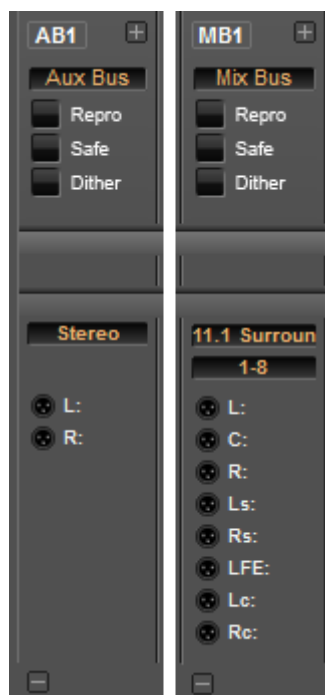 AB1
Aux Bus
Repro
Safe
Dither
Stereo
L:
R:
MB1
Mix Bus
Repro
Safe
Dither
11.1 Surroun
1-8
L:
C:
R:
Ls:
Rs:
LFE:
Lc:
Rc: